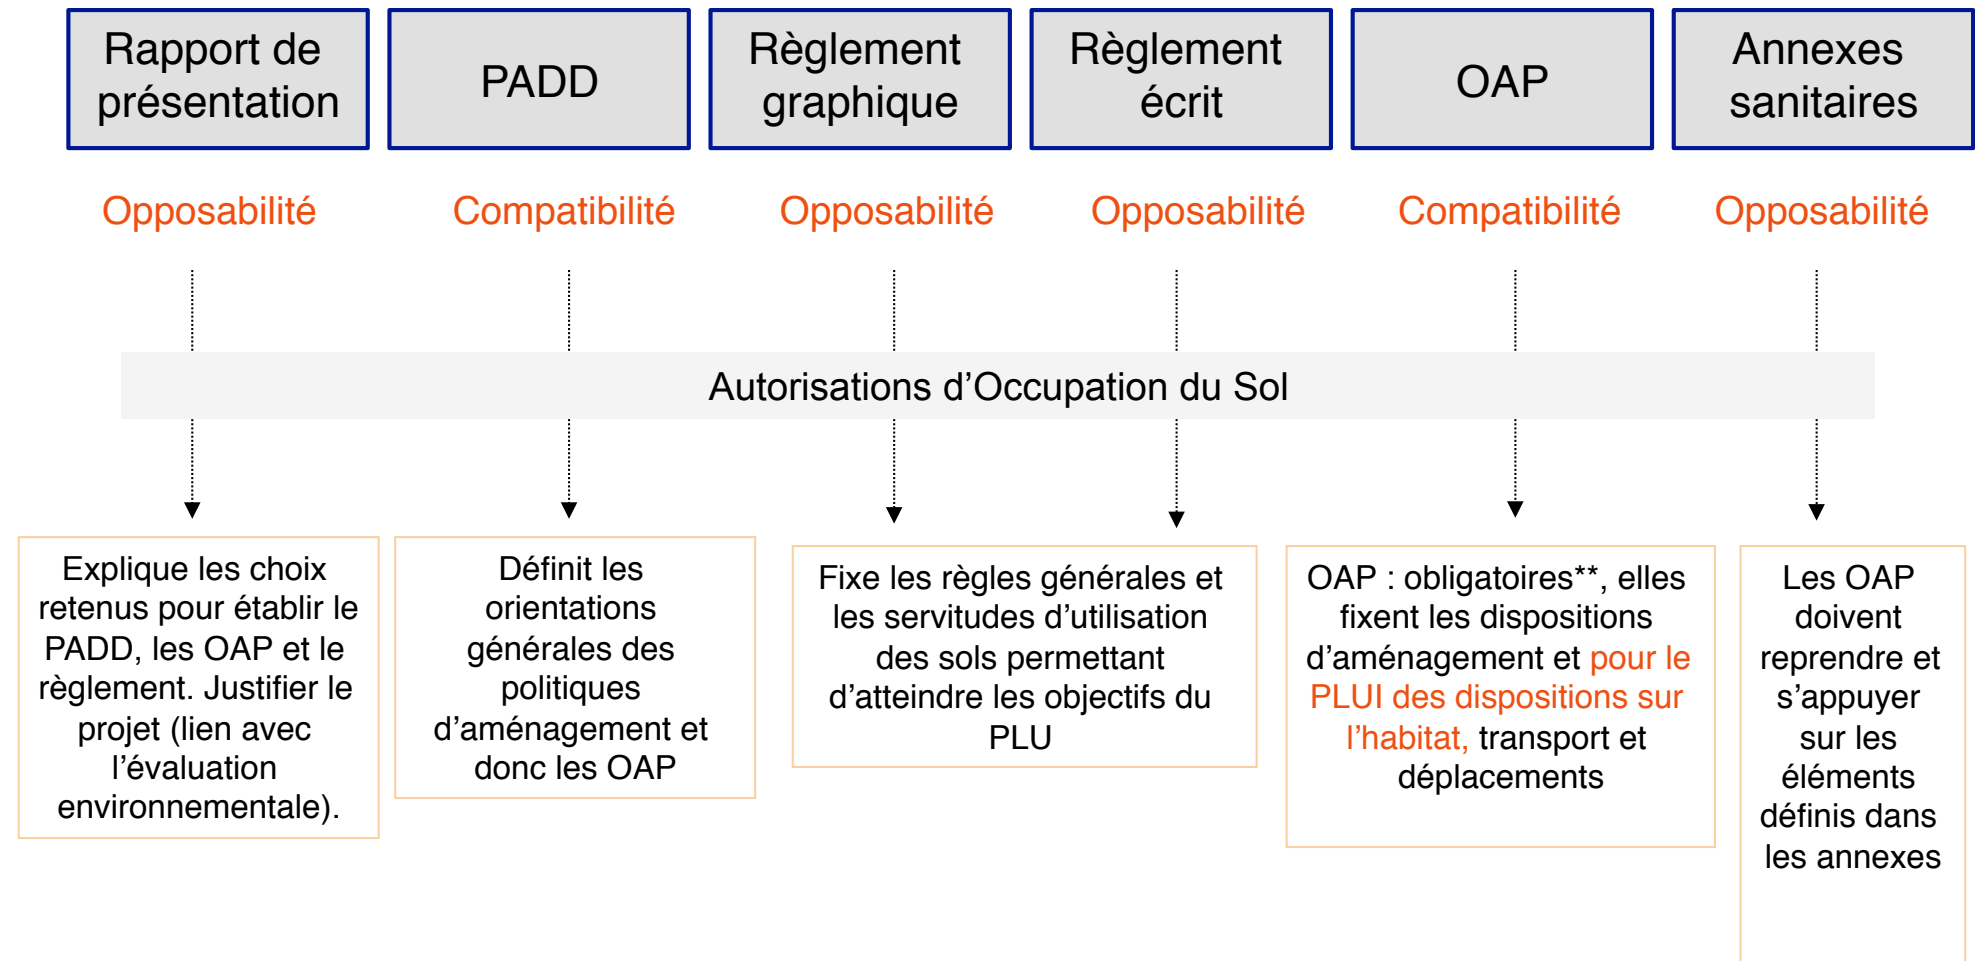 Rapport de
présentation
PADD
Règlement
graphique
Règlement
écrit
OAP
Annexes
sanitaires
Opposabilité
Compatibilité
Opposabilité
Opposabilité
Compatibilité
Opposabilité
Autorisations d’Occupation du Sol
Explique les choix
retenus pour établir le
PADD, les OAP et le
règlement. Justifier le
projet (lien avec
l’évaluation
environnementale).
Définit les
orientations
générales des
politiques
d’aménagement et
donc les OAP
Fixe les règles générales et
les servitudes d’utilisation
des sols permettant
d’atteindre les objectifs du
PLU
OAP : obligatoires**, elles
fixent les dispositions
d’aménagement et pour le
PLUI des dispositions sur
l’habitat, transport et
déplacements
Les OAP
doivent
reprendre et
s’appuyer
sur les
éléments
définis dans
les annexes